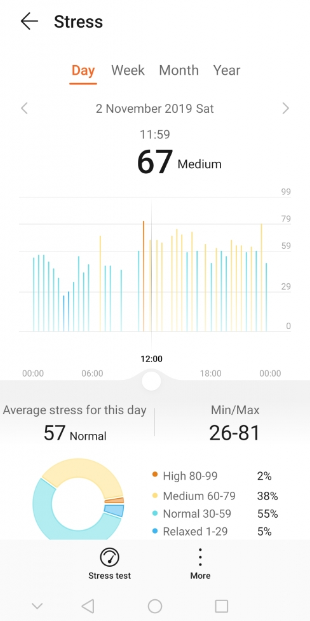 Stress
Day Week Month Year
2 November 2019 Sat
11:59
67 Medium
99
79
59
29
0
12:00
00:00 06:00 18:00 00:00
Average stress for this day Min/Max
57 Normal 26-81
High 80-99 2%
Medium 60-79 38%
Normal 30-59 55%
Relaxed 1-29 5%
Stress test More